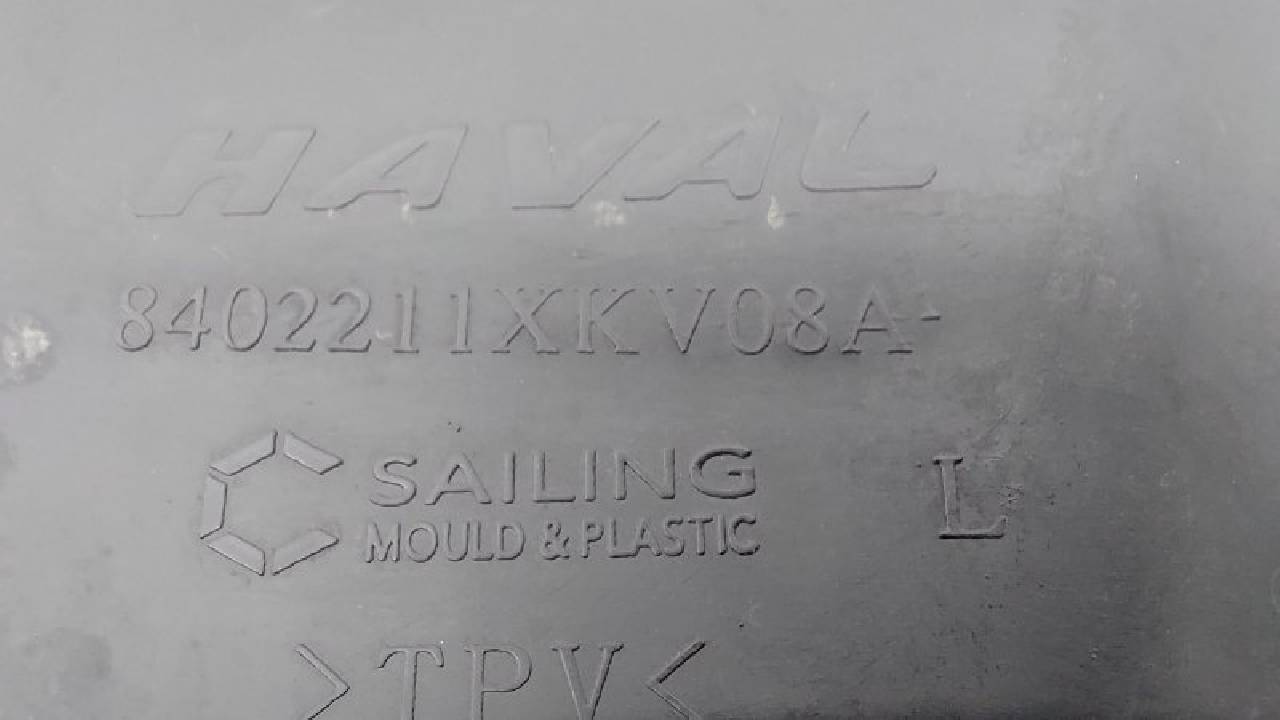 HAVAL
8402211XKV08A-
SAILING
MOULD & PLASTIC
L
>TPV<